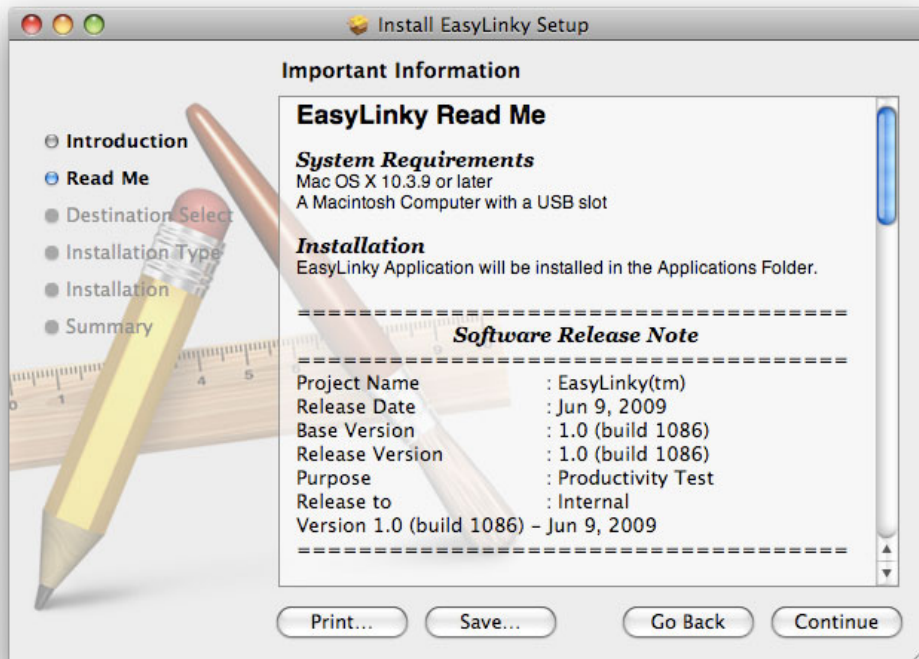 Install EasyLinky Setup
Important Information
Introduction
Read Me
Destination Select
Installation Type
Installation
Summary
EasyLinky Read Me
System Requirements
Mac OS X 10.3.9 or later
A Macintosh Computer with a USB slot
Installation
EasyLinky Application will be installed in the Applications Folder.
=====================================
Software Release Note
=====================================
Project Name : EasyLinky(tm)
Release Date : Jun 9, 2009
Base Version : 1.0 (build 1086)
Release Version : 1.0 (build 1086)
Purpose : Productivity Test
Release to : Internal
Version 1.0 (build 1086) – Jun 9, 2009
=====================================
0 1 4 5
Print...
Save...
Go Back
Continue